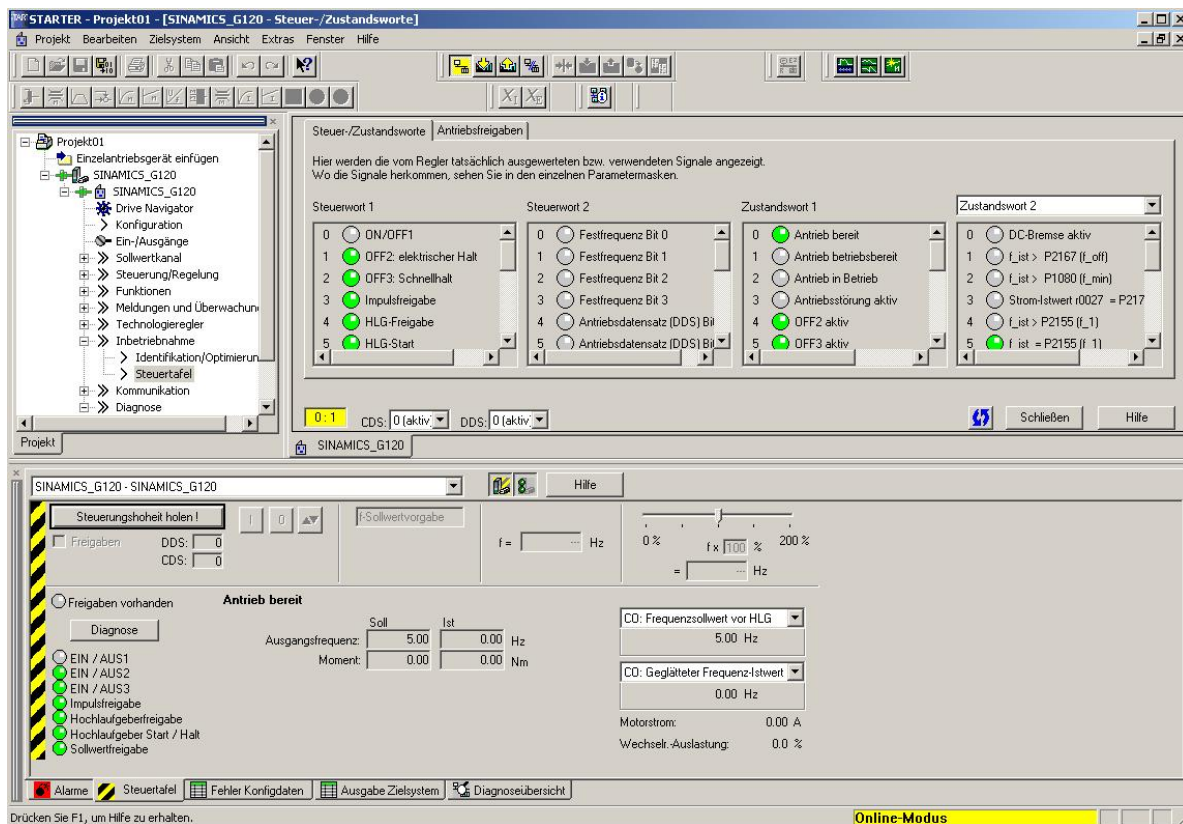 STARTER - Projekt01 - [SINAMICS_G120 - Steuer-/Zustandsworte]
Projekt Bearbeiten Zielsystem Ansicht Extras Fenster Hilfe
Projekt01
Einzelantriebsgerät einfügen
SINAMICS_G120
SINAMICS_G120
Drive Navigator
Konfiguration
Ein-/Ausgänge
Sollwertkanal
Steuerung/Regelung
Funktionen
Meldungen und Überwachun
Technologieregler
Inbetriebnahme
Identifikation/Optimierun
Steuertafel
Kommunikation
Diagnose
Projekt
Steuer-/Zustandsworte Antriebsfreigaben
Hier werden die vom Regler tatsächlich ausgewerteten bzw. verwendeten Signale angezeigt.
Wo die Signale herkommen, sehen Sie in den einzelnen Parametermasken.
Steuerwort 1
0 ON/OFF1
1 OFF2: elektrischer Halt
2 OFF3: Schnellhalt
3 Impulsfreigabe
4 HLG-Freigabe
5 HLG-Start
Steuerwort 2
0 Festfrequenz Bit 0
1 Festfrequenz Bit 1
2 Festfrequenz Bit 2
3 Festfrequenz Bit 3
4 Antriebsdatensatz (DDS) Bit
5 Antriebsdatensatz (DDS) Bit
Zustandswort 1
0 Antrieb bereit
1 Antrieb betriebsbereit
2 Antrieb in Betrieb
3 Antriebsstörung aktiv
4 OFF2 aktiv
5 OFF3 aktiv
Zustandswort 2
0 DC-Bremse aktiv
1 f_ist > P2167 (f_off)
2 f_ist > P1080 (f_min)
3 Strom-Istwert r0027 = P217
4 f_ist > P2155 (f_1)
5 f_ist = P2155 (f_1)
0 : 1 CDS: 0 (aktiv) DDS: 0 (aktiv)
Schließen Hilfe
SINAMICS_G120
SINAMICS_G120 - SINAMICS_G120 Hilfe
Steuerungshoheit holen !
I 0
f-Sollwertvorgabe
f = --- Hz
0 % f x 100 % 200 %
= --- Hz
Freigaben DDS: 0
CDS: 0
Freigaben vorhanden
Diagnose
EIN / AUS1
EIN / AUS2
EIN / AUS3
Impulsfreigabe
Hochlaufgeberfreigabe
Hochlaufgeber Start / Halt
Sollwertfreigabe
Antrieb bereit
Soll Ist
Ausgangsfrequenz: 5.00 0.00 Hz
Moment: 0.00 0.00 Nm
CO: Frequenzsollwert vor HLG
5.00 Hz
CO: Geglätteter Frequenz-Istwert
0.00 Hz
Motorstrom: 0.00 A
Wechselr.-Auslastung: 0.0 %
Alarme Steuertafel Fehler Konfigdaten Ausgabe Zielsystem Diagnoseübersicht
Drücken Sie F1, um Hilfe zu erhalten. Online-Modus